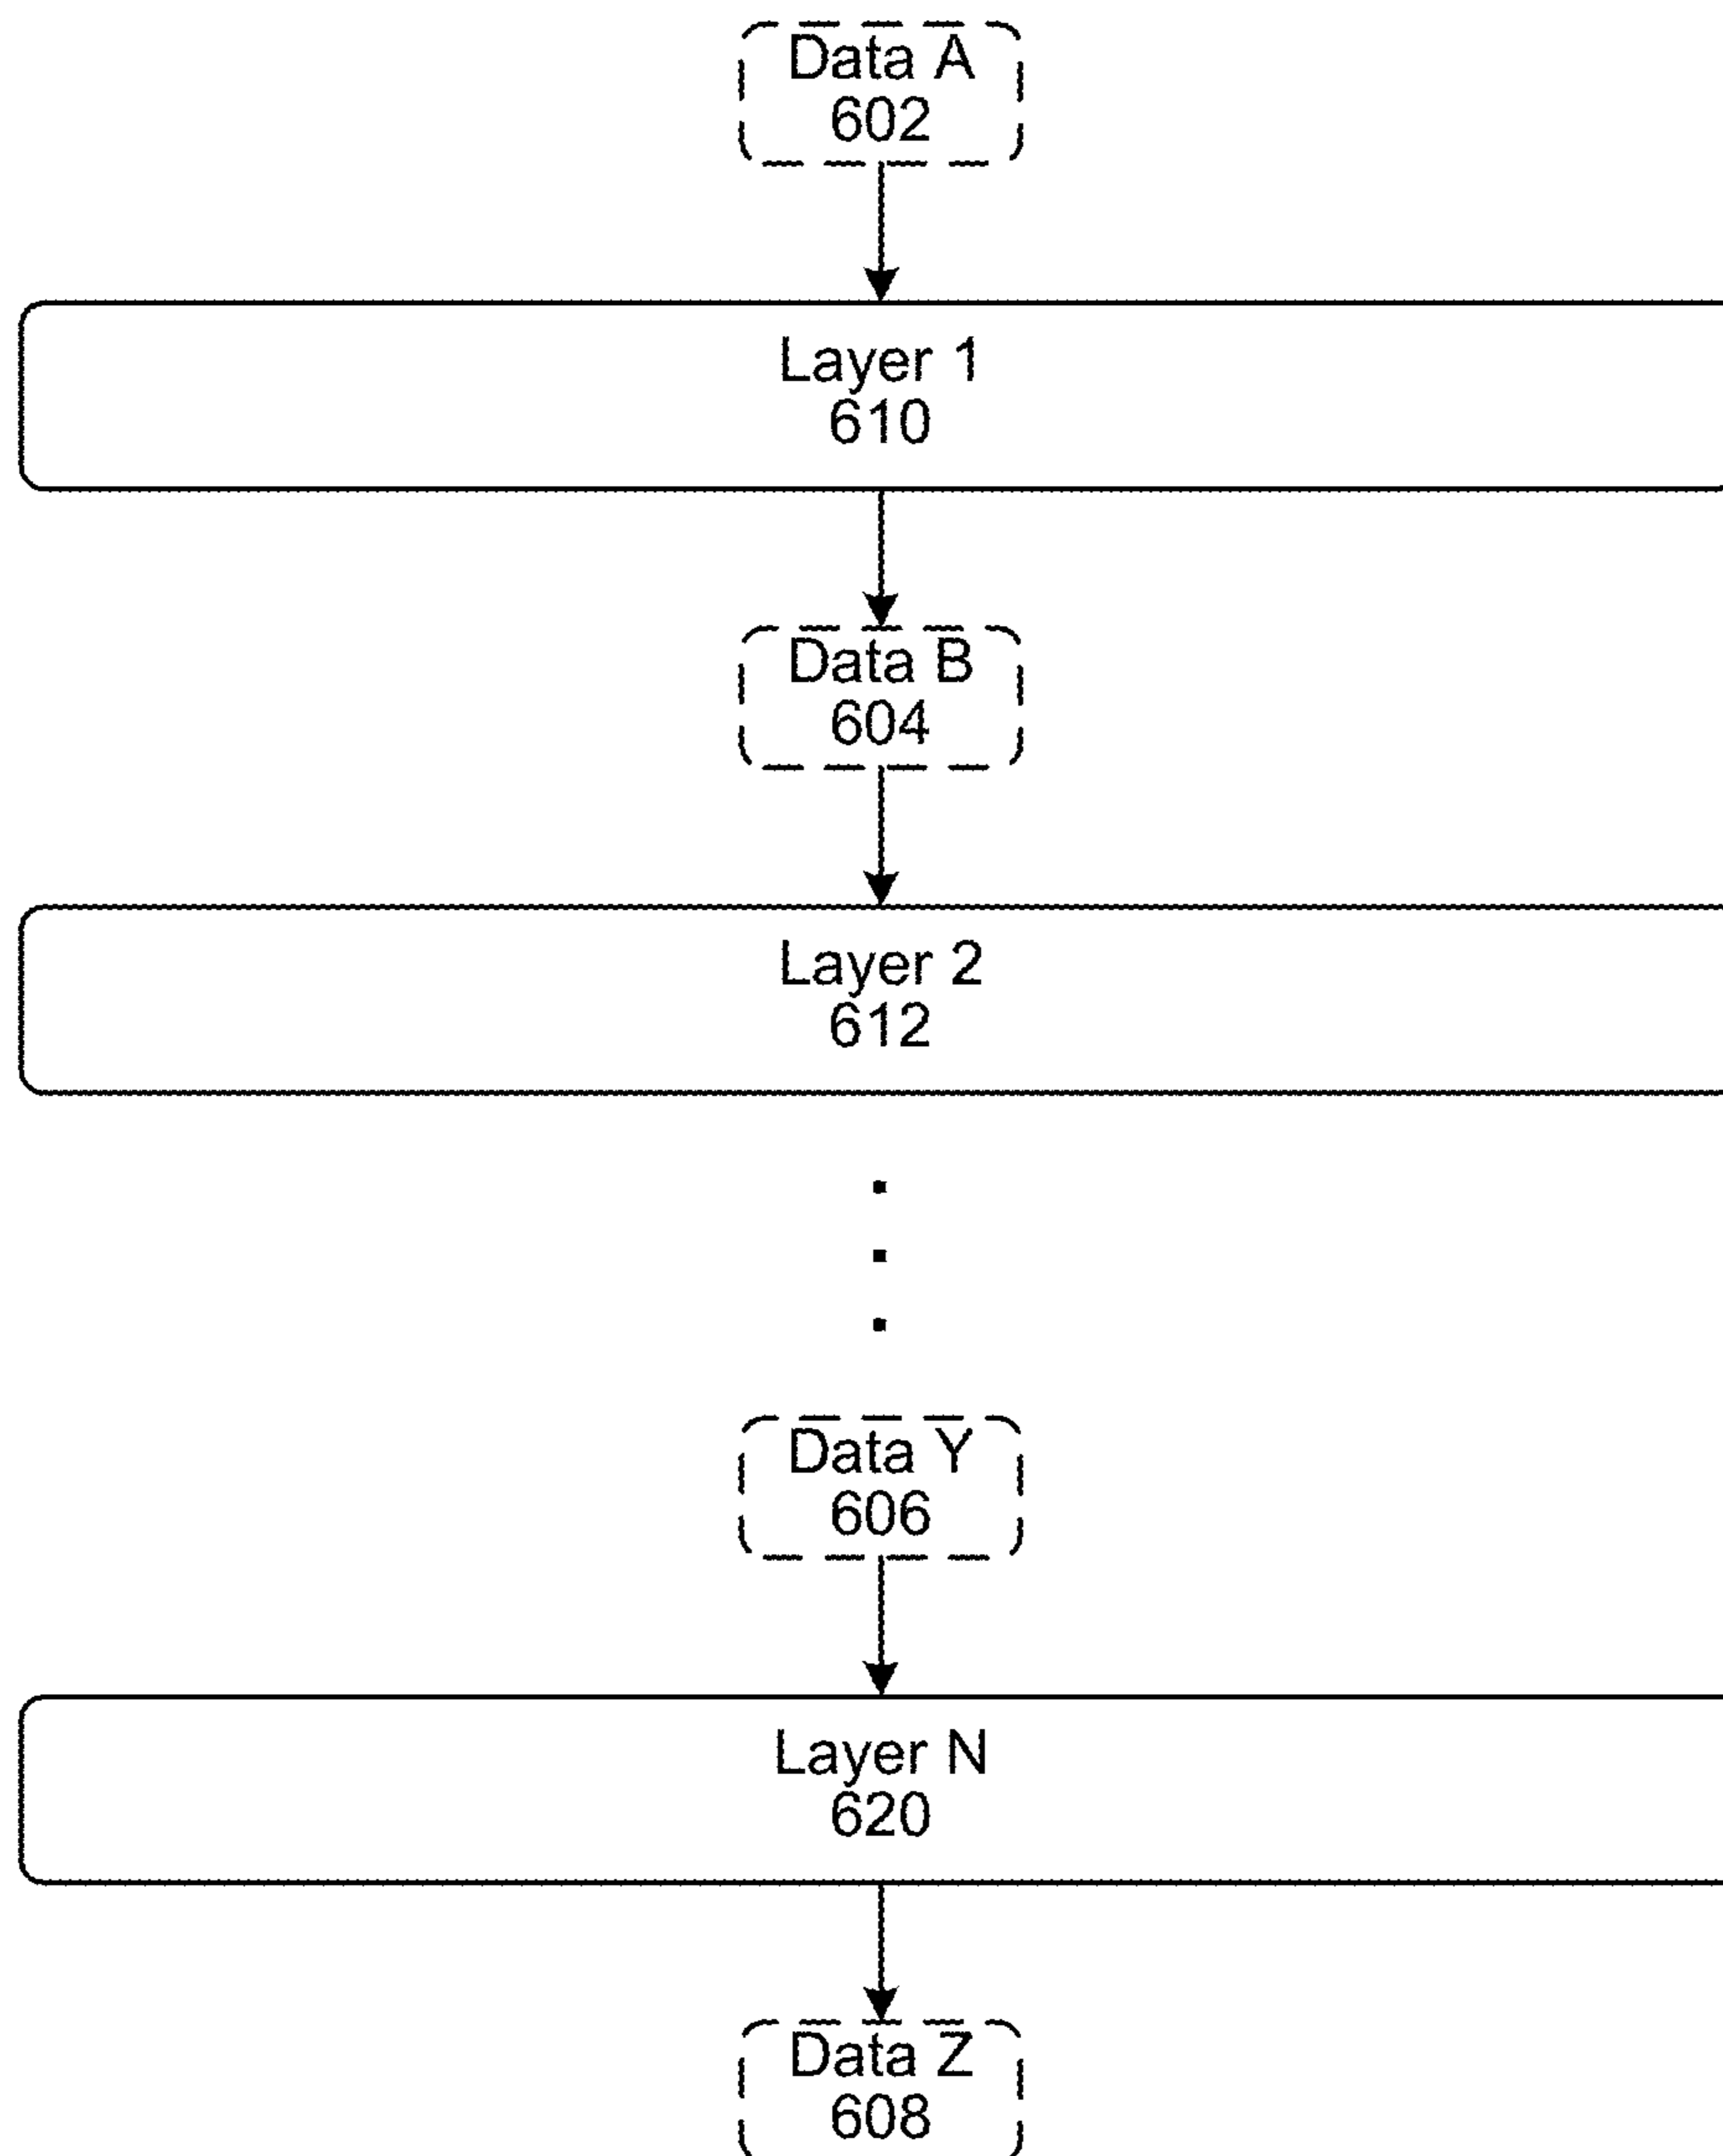 Data A
602
Layer 1
610
Data B
604
Layer 2
612
Data Y
606
Layer N
620
Data Z
608